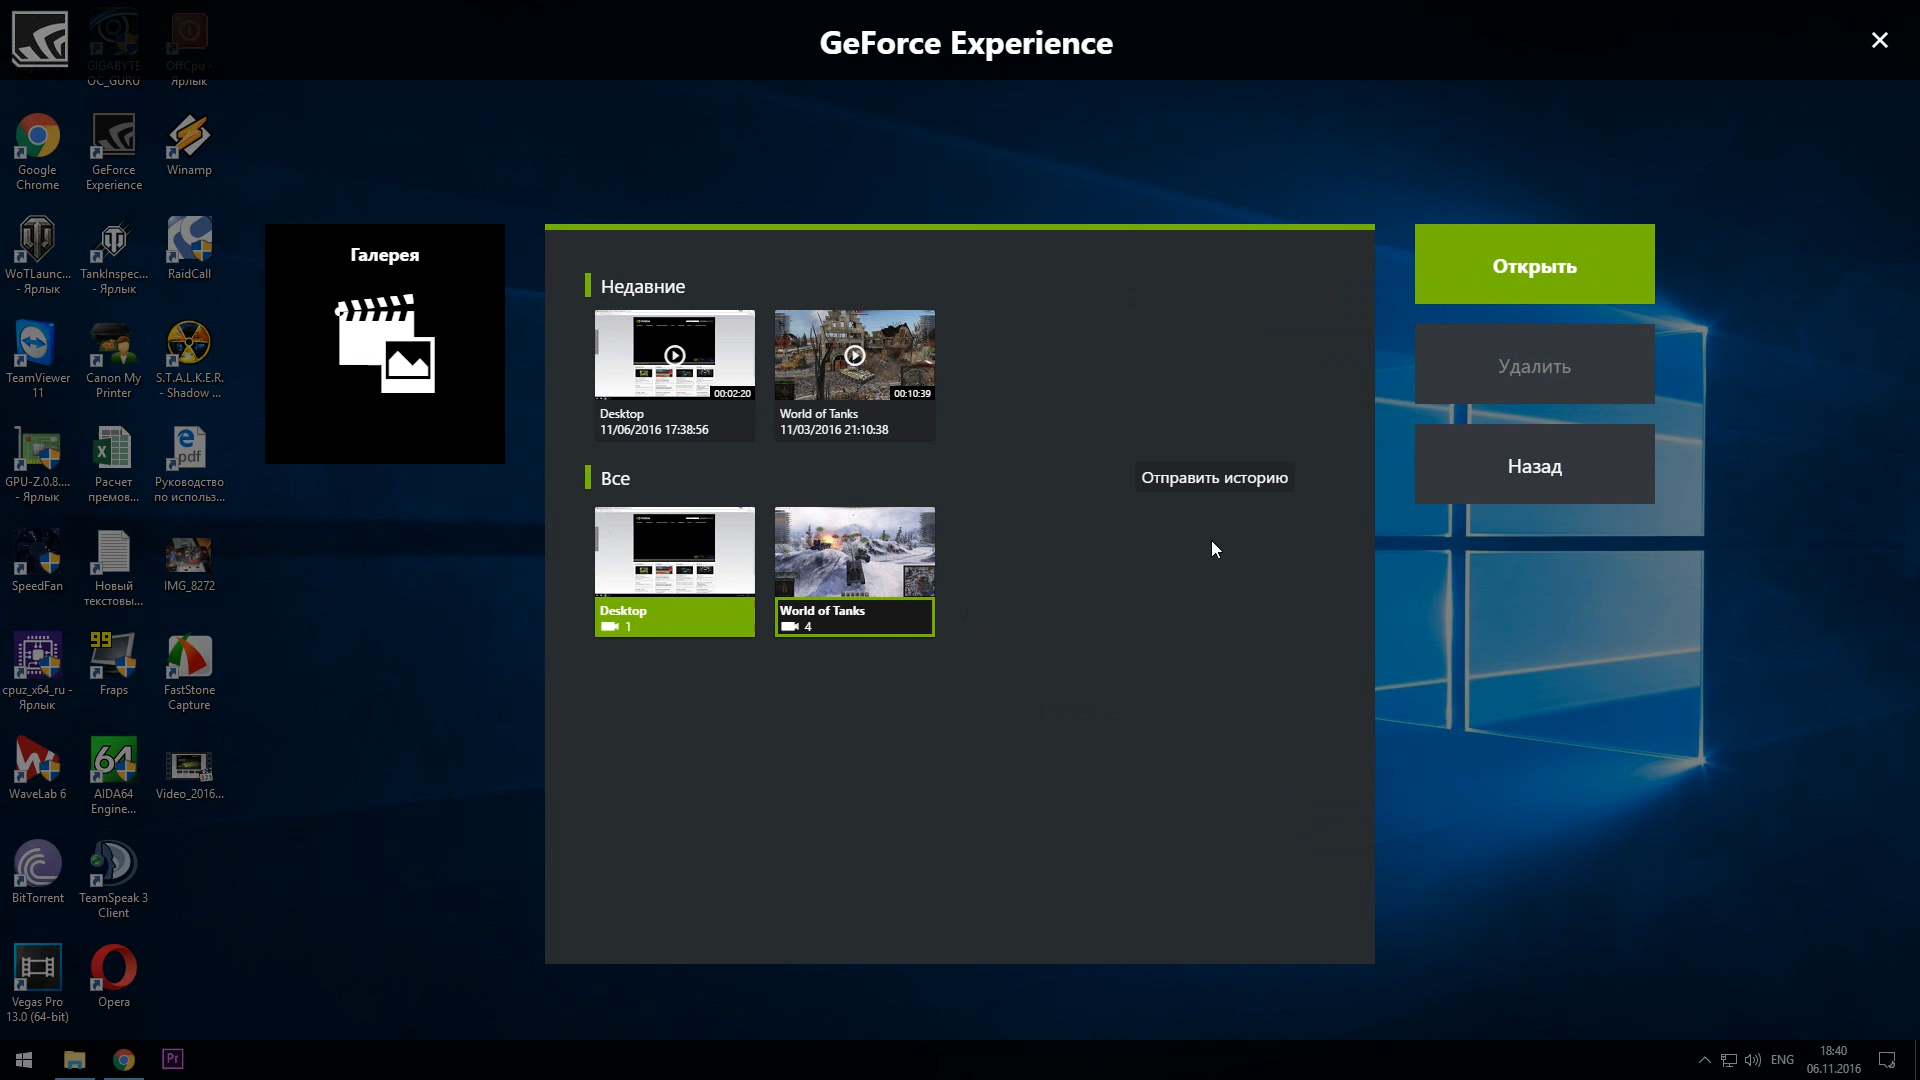 GeForce Experience
GIGABYTE
OC_GURU
OffCpu -
Ярлык
Google
Chrome
GeForce
Experience
Winamp
WoTLaunc...
- Ярлык
TankInspec...
- Ярлык
RaidCall
TeamViewer
11
Canon My
Printer
S.T.A.L.K.E.R.
- Shadow ...
GPU-Z.0.8....
- Ярлык
Расчет
премов...
pdf
Руководство
по использ...
SpeedFan
Новый
текстовы...
IMG_8272
cpuz_x64_ru -
Ярлык
99
Fraps
FastStone
Capture
WaveLab 6
64
AIDA64
Engine...
Video_2016...
BitTorrent
TeamSpeak 3
Client
Vegas Pro
13.0 (64-bit)
Opera
Галерея
Недавние
00:02:20
Desktop
11/06/2016 17:38:56
00:10:39
World of Tanks
11/03/2016 21:10:38
Все
Отправить историю
Desktop
1
World of Tanks
4
Открыть
Удалить
Назад
Pr
ENG
18:40
06.11.2016